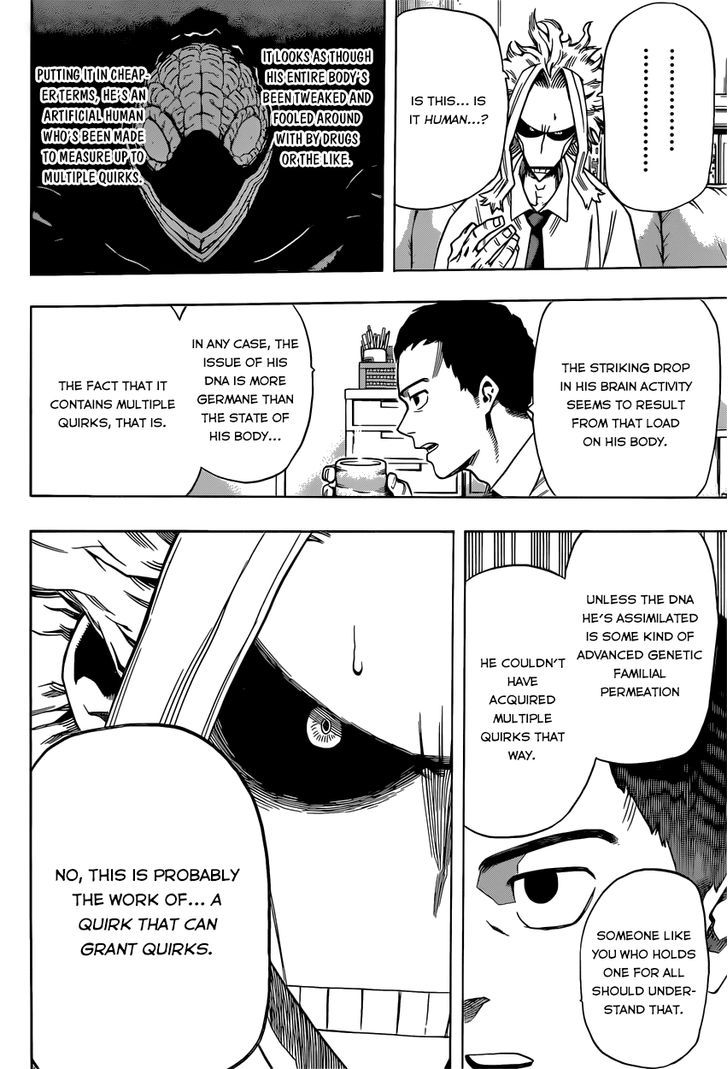 ..........
IS THIS... IS
IT HUMAN...?
IT LOOKS AS THOUGH
HIS ENTIRE BODY'S
BEEN TWEAKED AND
FOOLED AROUND
WITH BY DRUGS
OR THE LIKE.
PUTTING IT IN CHEAP-
ER TERMS, HE'S AN
ARTIFICIAL HUMAN
WHO'S BEEN MADE
TO MEASURE UP TO
MULTIPLE QUIRKS.
THE STRIKING DROP
IN HIS BRAIN ACTIVITY
SEEMS TO RESULT
FROM THAT LOAD
ON HIS BODY.
IN ANY CASE, THE
ISSUE OF HIS
DNA IS MORE
GERMANE THAN
THE STATE OF
HIS BODY...
THE FACT THAT IT
CONTAINS MULTIPLE
QUIRKS, THAT IS.
UNLESS THE DNA
HE'S ASSIMILATED
IS SOME KIND OF
ADVANCED GENETIC
FAMILIAL
PERMEATION
HE COULDN'T
HAVE
ACQUIRED
MULTIPLE
QUIRKS THAT
WAY.
SOMEONE LIKE
YOU WHO HOLDS
ONE FOR ALL
SHOULD UNDER-
STAND THAT.
NO, THIS IS PROBABLY
THE WORK OF... A
QUIRK THAT CAN
GRANT QUIRKS.